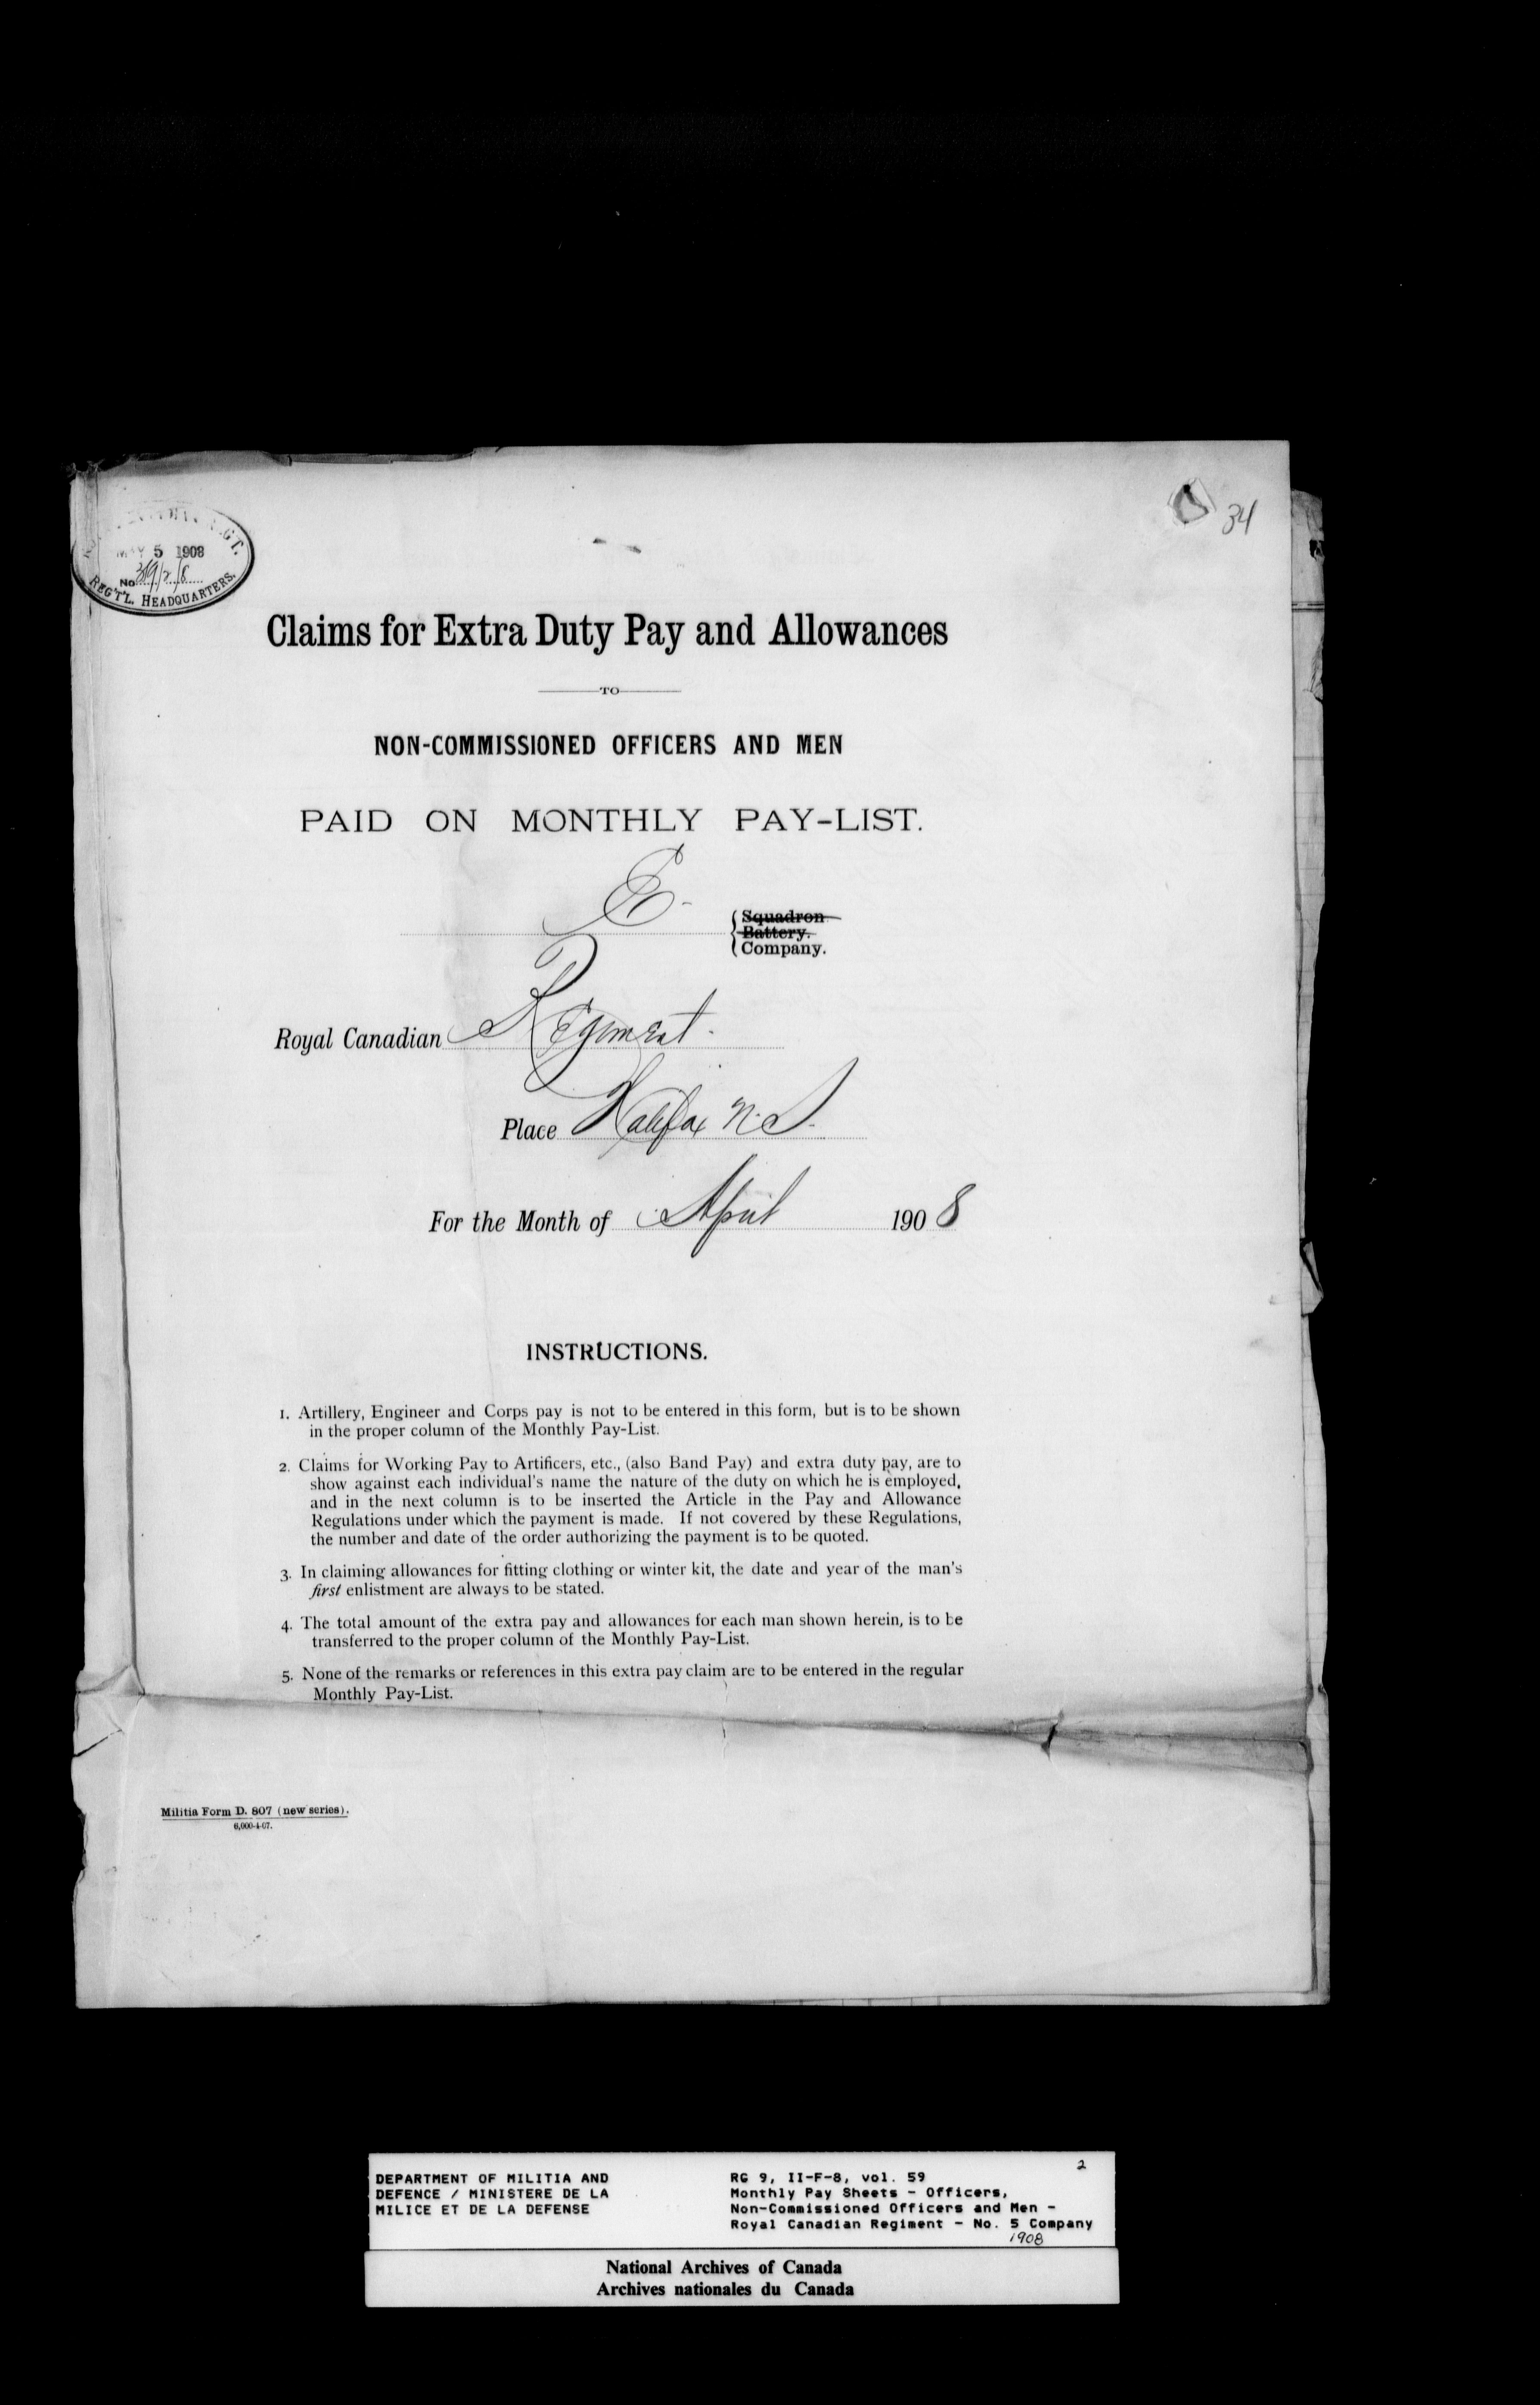 34
MAY 5 1908
No
REG'T'L. HEADQUARTERS.
Claims for Extra Duty Pay and Allowances
TO
NON-COMMISSIONED OFFICERS AND MEN
PAID ON MONTHLY PAY-LIST.
E.
Squadron
Battery.
Company.
Royal Canadian Regiment.
Place Halifax N.S.
For the Month of April 1908
INSTRUCTIONS.
1. Artillery, Engineer and Corps pay is not to be entered in this form, but is to be shown
in the proper column of the Monthly Pay-List.
2. Claims for Working Pay to Artificers, etc., (also Band Pay) and extra duty pay, are to
show against each individual's name the nature of the duty on which he is employed,
and in the next column is to be inserted the Article in the Pay and Allowance
Regulations under which the payment is made. If not covered by these Regulations,
the number and date of the order authorizing the payment is to be quoted.
3. In claiming allowances for fitting clothing or winter kit, the date and year of the man's
first enlistment are always to be stated.
4. The total amount of the extra pay and allowances for each man shown herein, is to be
transferred to the proper column of the Monthly Pay-List.
5. None of the remarks or references in this extra pay claim are to be entered in the regular
Monthly Pay-List.
Militia Form D. 807 (new series).
6,000-4-07.
DEPARTMENT OF MILITIA AND
DEFENCE / MINISTERE DE LA
MILICE ET DE LA DEFENSE
2
RG 9, II-F-8, vol. 59
Monthly Pay Sheets - Officers,
Non-Commissioned Officers and Men -
Royal Canadian Regiment - No. 5 Company
1908
National Archives of Canada
Archives nationales du Canada